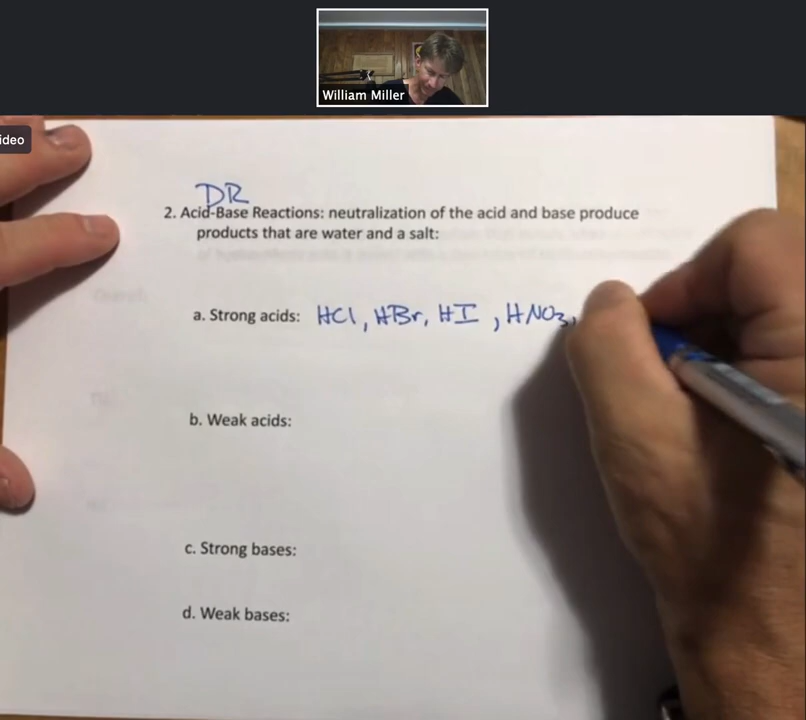 William Miller
ideo
DR
2. Acid-Base Reactions: neutralization of the acid and base produce
products that are water and a salt:
a. Strong acids: HCl, HBr, HI, HNO3,
b. Weak acids:
c. Strong bases:
d. Weak bases: